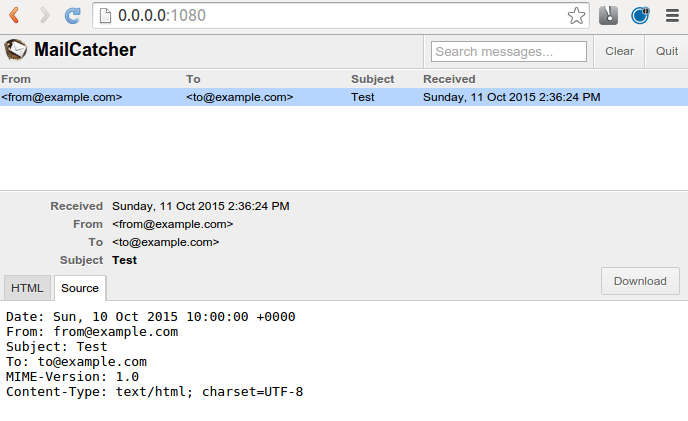 0.0.0.0:1080
MailCatcher Search messages... Clear Quit
From To Subject Received
<from@example.com> <to@example.com> Test Sunday, 11 Oct 2015 2:36:24 PM
Received Sunday, 11 Oct 2015 2:36:24 PM
From <from@example.com>
To <to@example.com>
Subject Test
HTML Source Download
Date: Sun, 10 Oct 2015 10:00:00 +0000
From: from@example.com
Subject: Test
To: to@example.com
MIME-Version: 1.0
Content-Type: text/html; charset=UTF-8